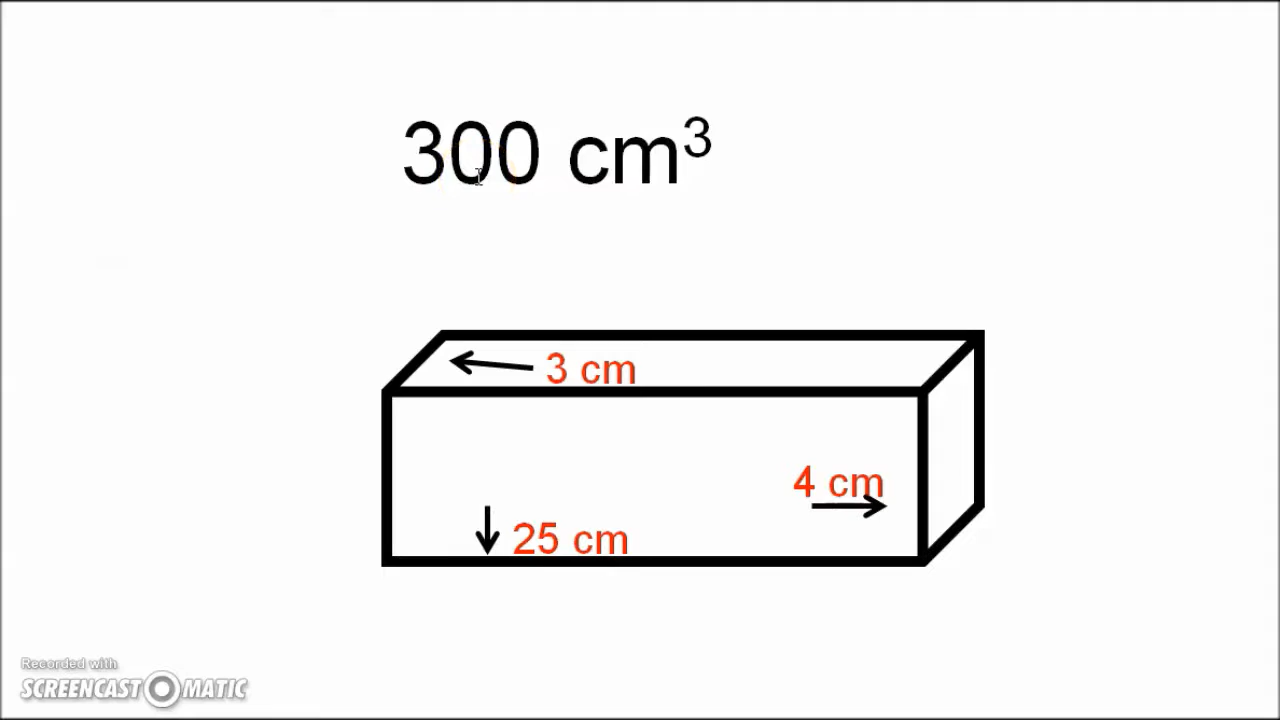 300 cm³
3 cm
4 cm
25 cm
Recorded with
SCREENCAST-O-MATIC